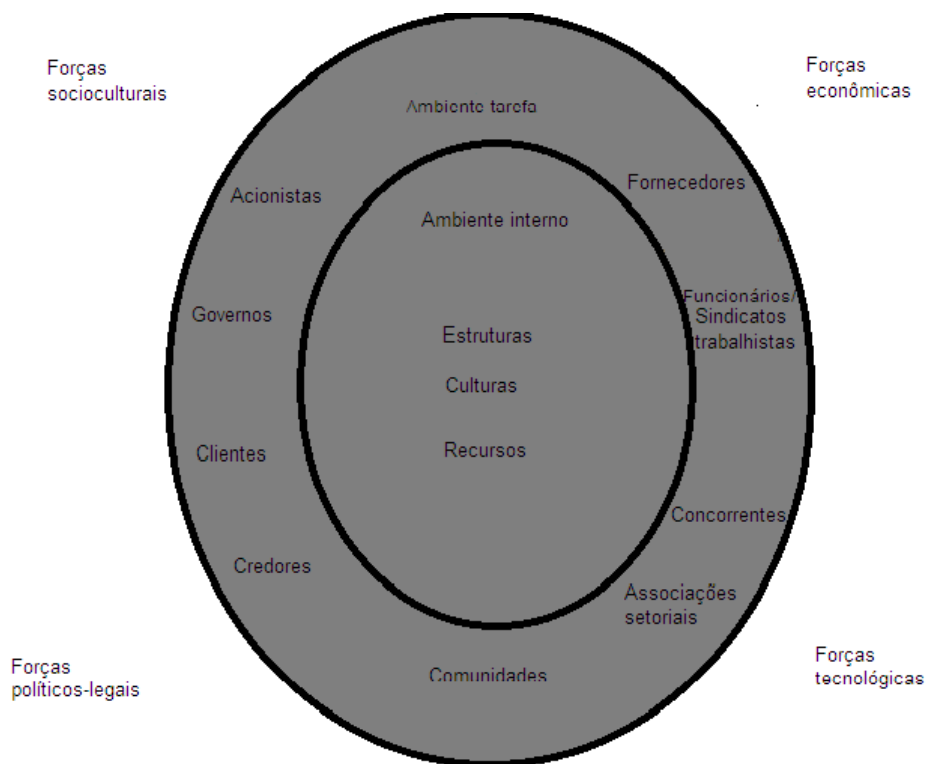 Forças
socioculturais
Forças
econômicas
Ambiente tarefa
Acionistas
Fornecedores
Ambiente interno
Governos
Funcionários/
Sindicatos
trabalhistas
Estruturas
Culturas
Clientes
Recursos
Concorrentes
Credores
Associações
setoriais
Comunidades
Forças
políticos-legais
Forças
tecnológicas